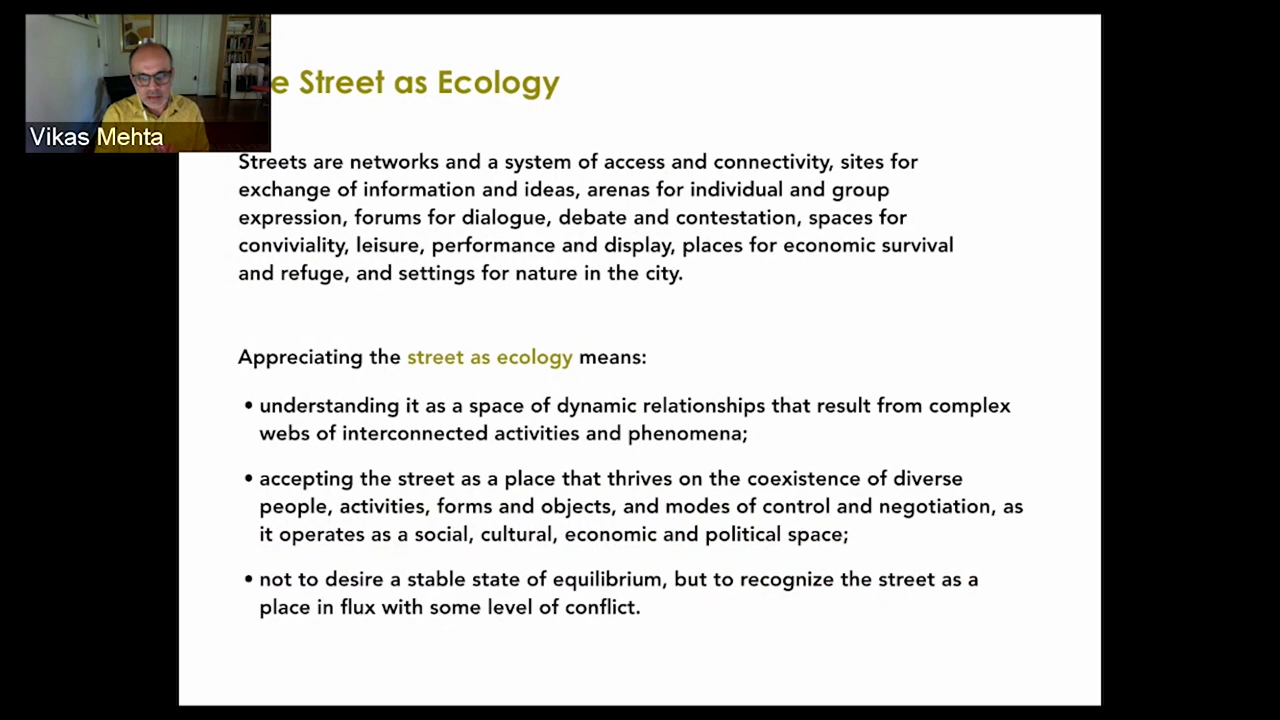 e Street as Ecology
Vikas Mehta
Streets are networks and a system of access and connectivity, sites for
exchange of information and ideas, arenas for individual and group
expression, forums for dialogue, debate and contestation, spaces for
conviviality, leisure, performance and display, places for economic survival
and refuge, and settings for nature in the city.
Appreciating the street as ecology means:
• understanding it as a space of dynamic relationships that result from complex
webs of interconnected activities and phenomena;
• accepting the street as a place that thrives on the coexistence of diverse
people, activities, forms and objects, and modes of control and negotiation, as
it operates as a social, cultural, economic and political space;
• not to desire a stable state of equilibrium, but to recognize the street as a
place in flux with some level of conflict.